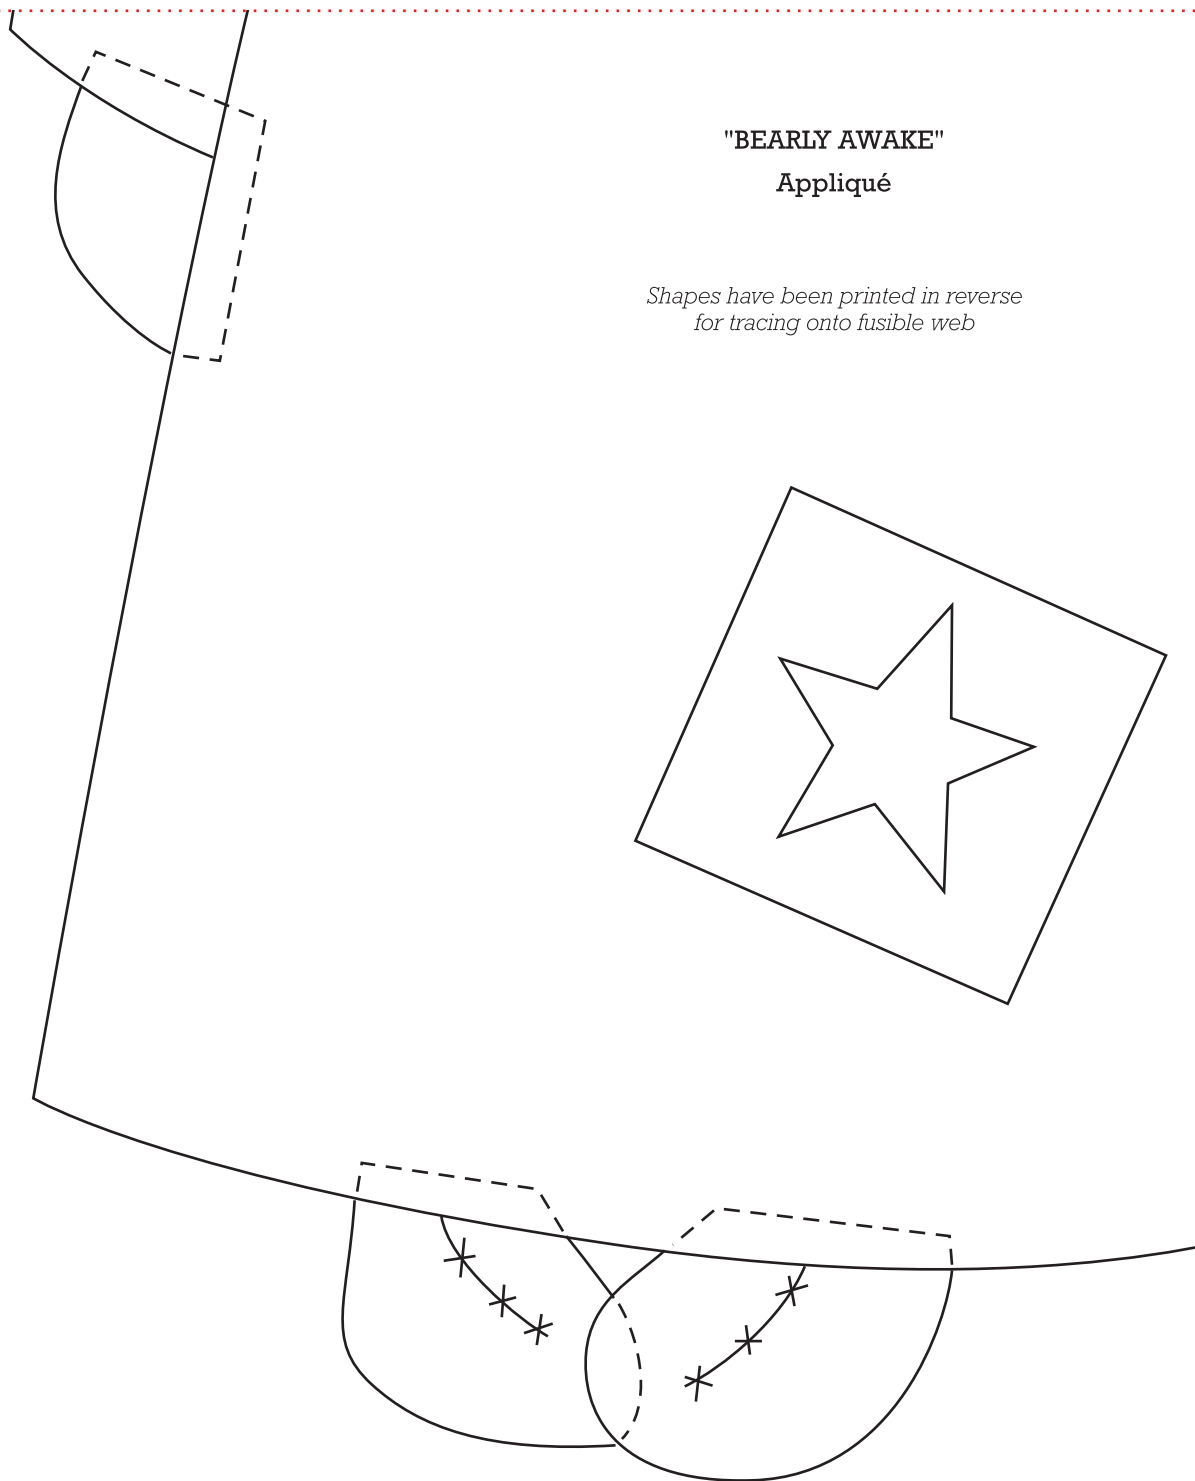 "BEARLY AWAKE"
Appliqué
Shapes have been printed in reverse
for tracing onto fusible web